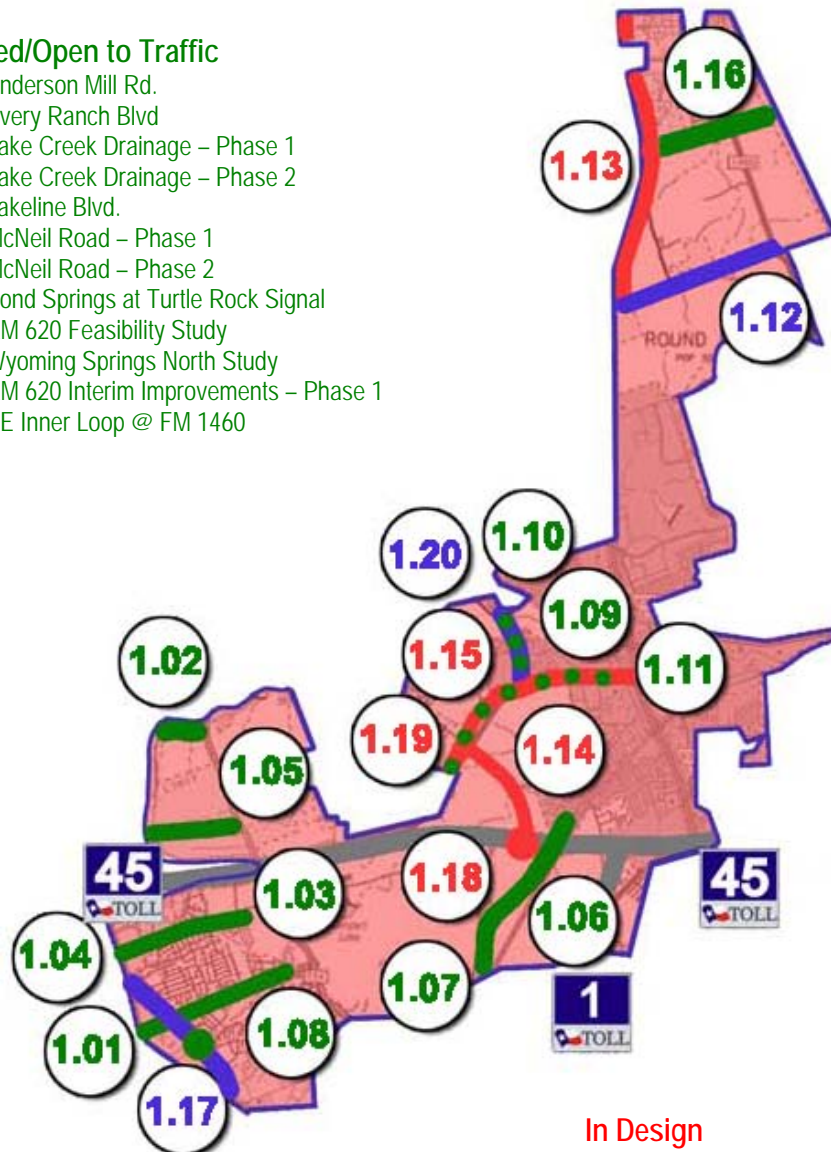 ed/Open to Traffic
nderson Mill Rd.
very Ranch Blvd
ake Creek Drainage – Phase 1
ake Creek Drainage – Phase 2
akeline Blvd.
cNeil Road – Phase 1
cNeil Road – Phase 2
ond Springs at Turtle Rock Signal
M 620 Feasibility Study
yoming Springs North Study
M 620 Interim Improvements – Phase 1
E Inner Loop @ FM 1460
1.16
1.13
1.12
ROUND
1.10
1.20
1.09
1.15
1.11
1.02
1.19
1.14
1.05
45
TOLL
1.03
1.18
45
TOLL
1.06
1.04
1.07
1
TOLL
1.01
1.08
1.17
In Design